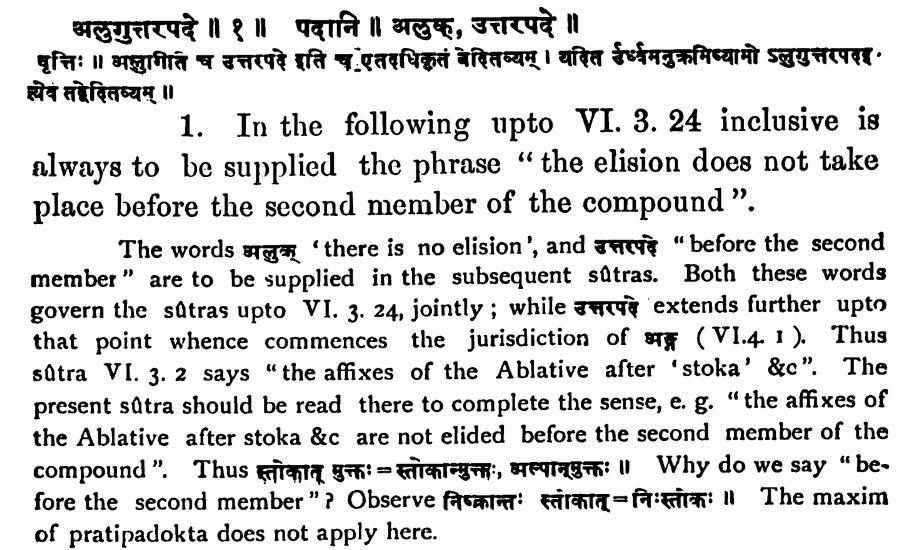 अलुगुत्तरपदे ॥ १ ॥ पदानि ॥ अलुक्, उत्तरपदे ॥
वृत्तिः ॥ अलुगिति च उत्तरपदे इति च एतदधिकृतं वेदितव्यम् । यदित ऊर्ध्वमनुक्रमिष्यामो ऽलुगुत्तरपदइ-
त्येवं तद्वेदितव्यम् ॥
1. In the following upto VI. 3. 24 inclusive is
always to be supplied the phrase “ the elision does not take
place before the second member of the compound ”.
The words अलुक् ‘there is no elision’, and उत्तरपदे “before the second
member” are to be supplied in the subsequent sûtras. Both these words
govern the sûtras upto VI. 3. 24, jointly ; while उत्तरपदे extends further upto
that point whence commences the jurisdiction of अङ्ग ( VI.4. 1 ). Thus
sûtra VI. 3. 2 says “the affixes of the Ablative after ‘stoka’ &c”. The
present sûtra should be read there to complete the sense, e. g. “the affixes of
the Ablative after stoka &c are not elided before the second member of the
compound ”. Thus स्तोकात् मुक्तः=स्तोकान्मुक्तः, अल्पान्मुक्तः ॥ Why do we say “be-
fore the second member”? Observe निष्क्रान्तः स्तोकात्=निःस्तोकः ॥ The maxim
of pratipadokta does not apply here.